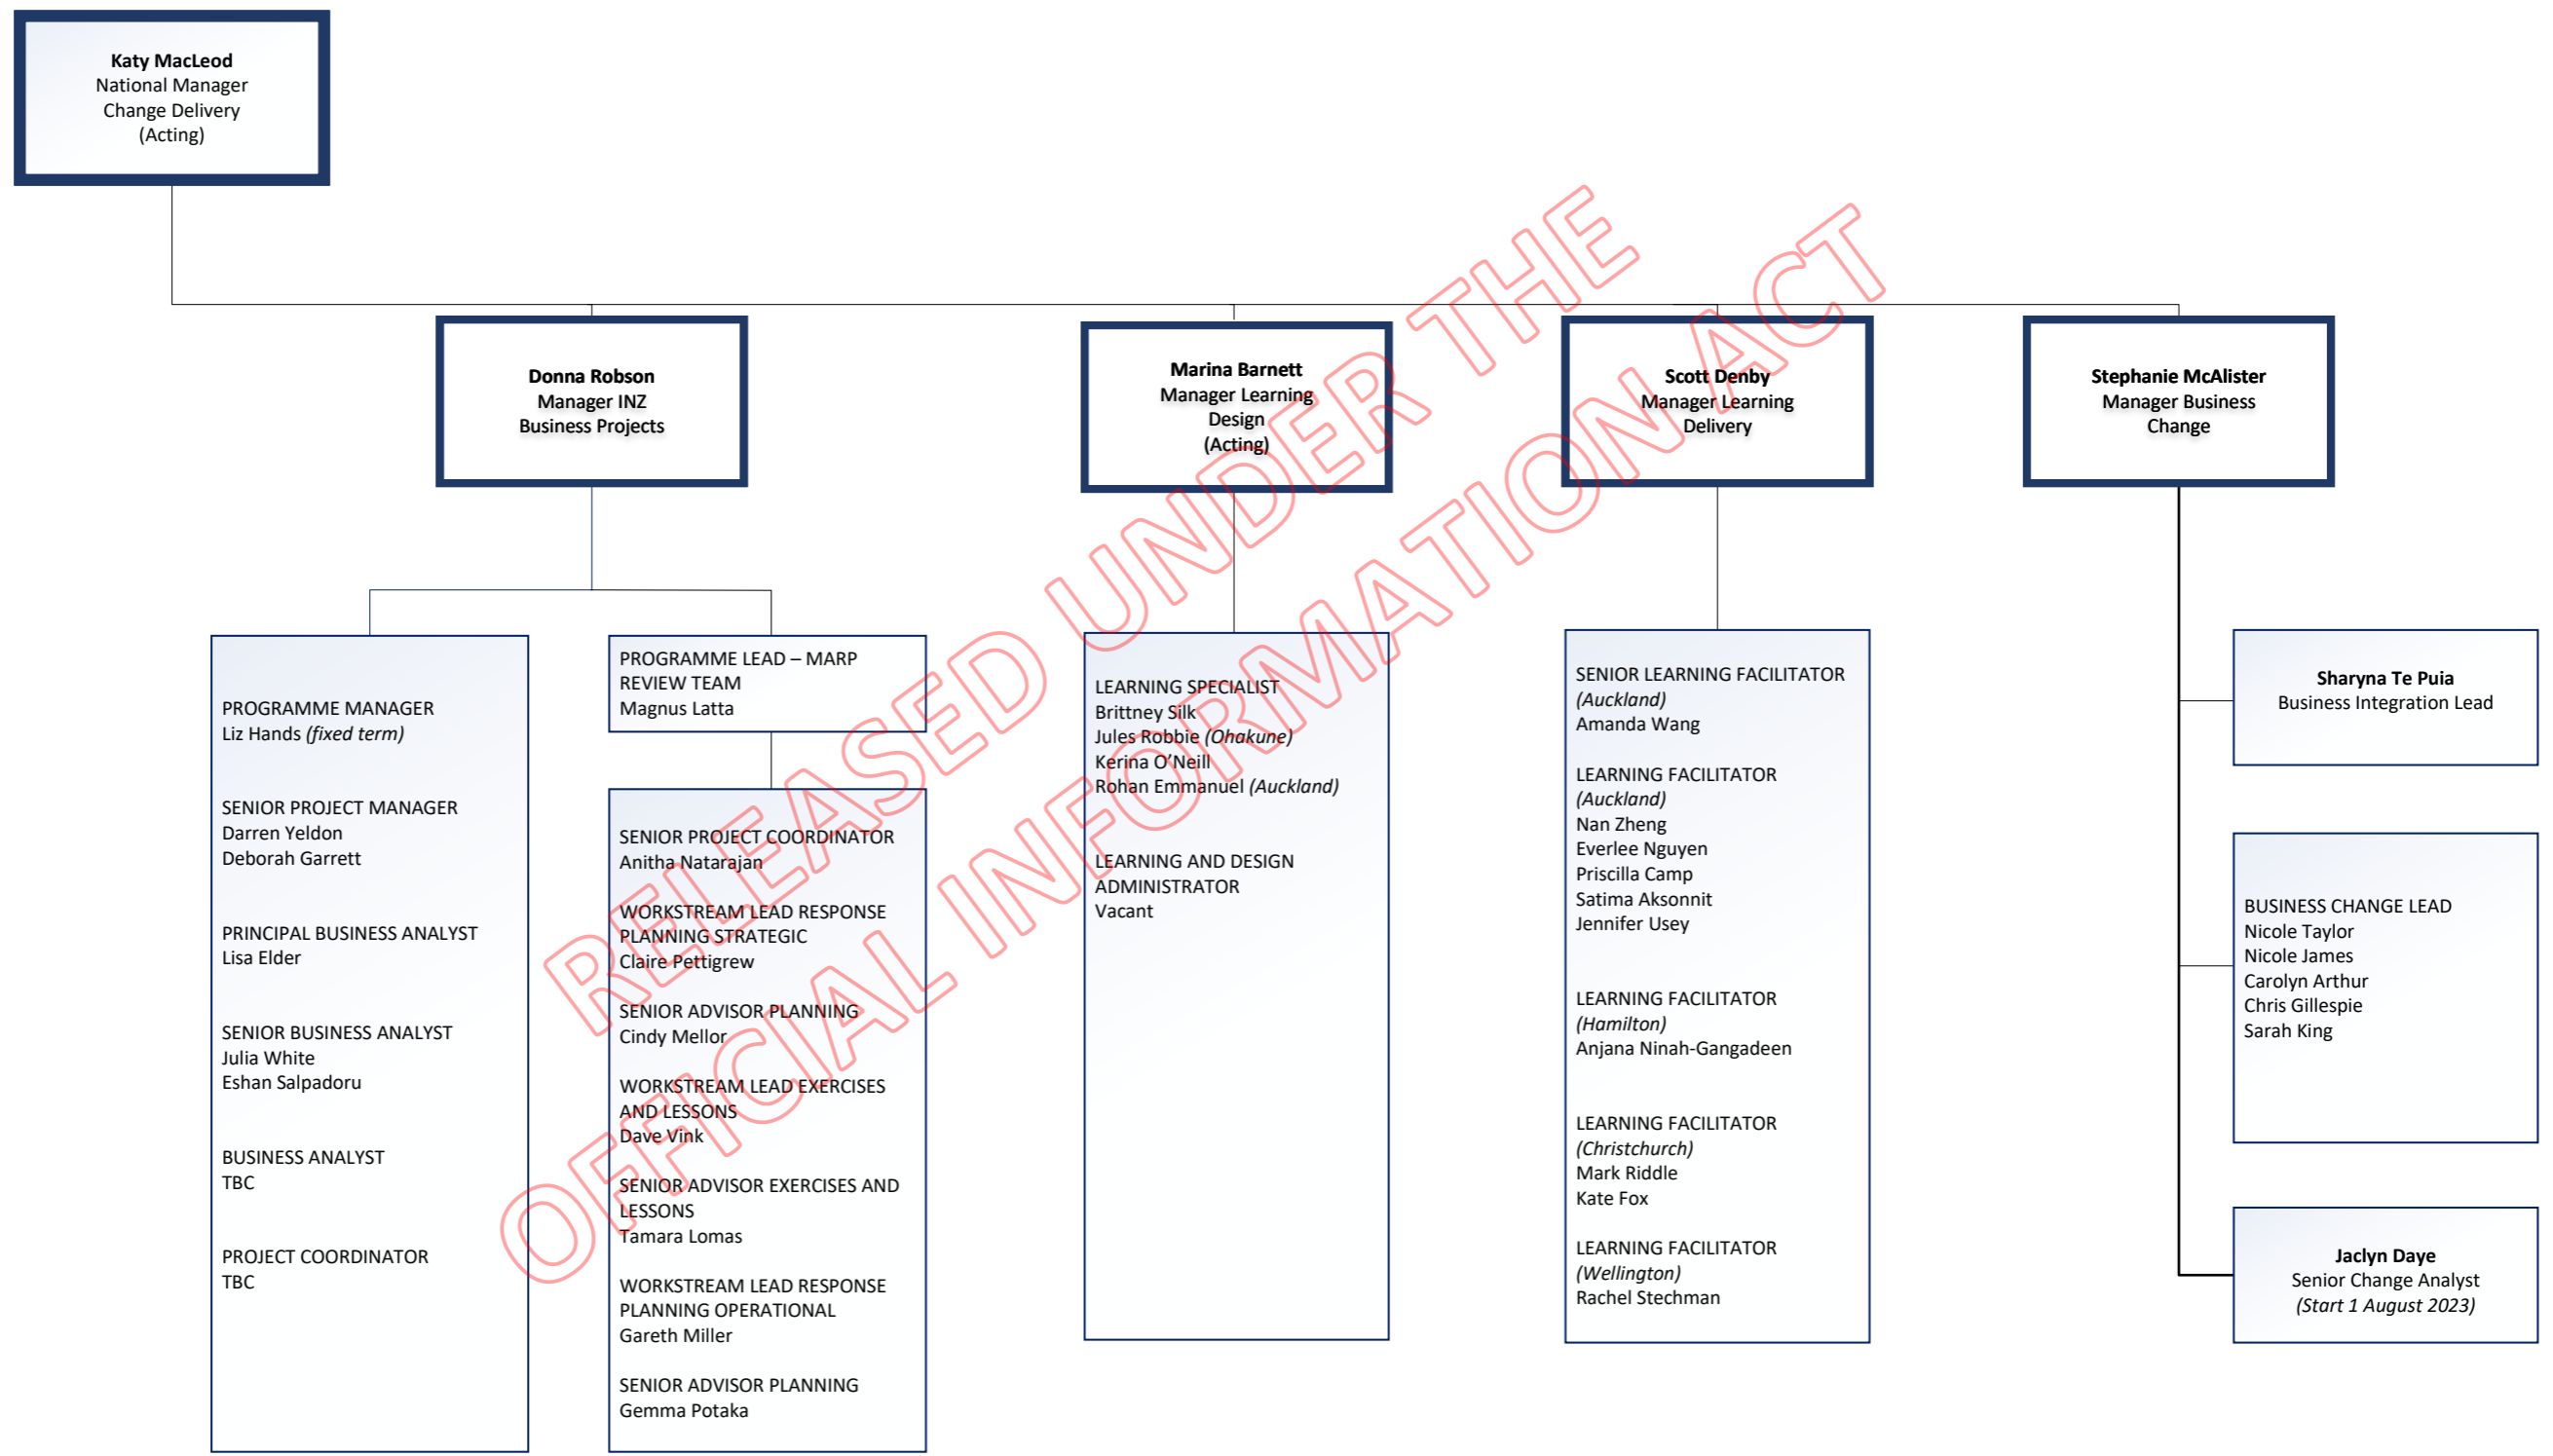 Katy MacLeod
National Manager
Change Delivery
(Acting)
Donna Robson
Manager INZ
Business Projects
Marina Barnett
Manager Learning
Design
(Acting)
Scott Denby
Manager Learning
Delivery
Stephanie McAlister
Manager Business
Change
PROGRAMME MANAGER
Liz Hands (fixed term)
SENIOR PROJECT MANAGER
Darren Yeldon
Deborah Garrett
PRINCIPAL BUSINESS ANALYST
Lisa Elder
SENIOR BUSINESS ANALYST
Julia White
Eshan Salpadoru
BUSINESS ANALYST
TBC
PROJECT COORDINATOR
TBC
PROGRAMME LEAD – MARP
REVIEW TEAM
Magnus Latta
SENIOR PROJECT COORDINATOR
Anitha Natarajan
WORKSTREAM LEAD RESPONSE
PLANNING STRATEGIC
Claire Pettigrew
SENIOR ADVISOR PLANNING
Cindy Mellor
WORKSTREAM LEAD EXERCISES
AND LESSONS
Dave Vink
SENIOR ADVISOR EXERCISES AND
LESSONS
Tamara Lomas
WORKSTREAM LEAD RESPONSE
PLANNING OPERATIONAL
Gareth Miller
SENIOR ADVISOR PLANNING
Gemma Potaka
LEARNING SPECIALIST
Brittney Silk
Jules Robbie (Ohakune)
Kerina O’Neill
Rohan Emmanuel (Auckland)
LEARNING AND DESIGN
ADMINISTRATOR
Vacant
SENIOR LEARNING FACILITATOR
(Auckland)
Amanda Wang
LEARNING FACILITATOR
(Auckland)
Nan Zheng
Everlee Nguyen
Priscilla Camp
Satima Aksonnit
Jennifer Usey
LEARNING FACILITATOR
(Hamilton)
Anjana Ninah-Gangadeen
LEARNING FACILITATOR
(Christchurch)
Mark Riddle
Kate Fox
LEARNING FACILITATOR
(Wellington)
Rachel Stechman
Sharyna Te Puia
Business Integration Lead
BUSINESS CHANGE LEAD
Nicole Taylor
Nicole James
Carolyn Arthur
Chris Gillespie
Sarah King
Jaclyn Daye
Senior Change Analyst
(Start 1 August 2023)
RELEASED UNDER THE
OFFICIAL INFORMATION ACT